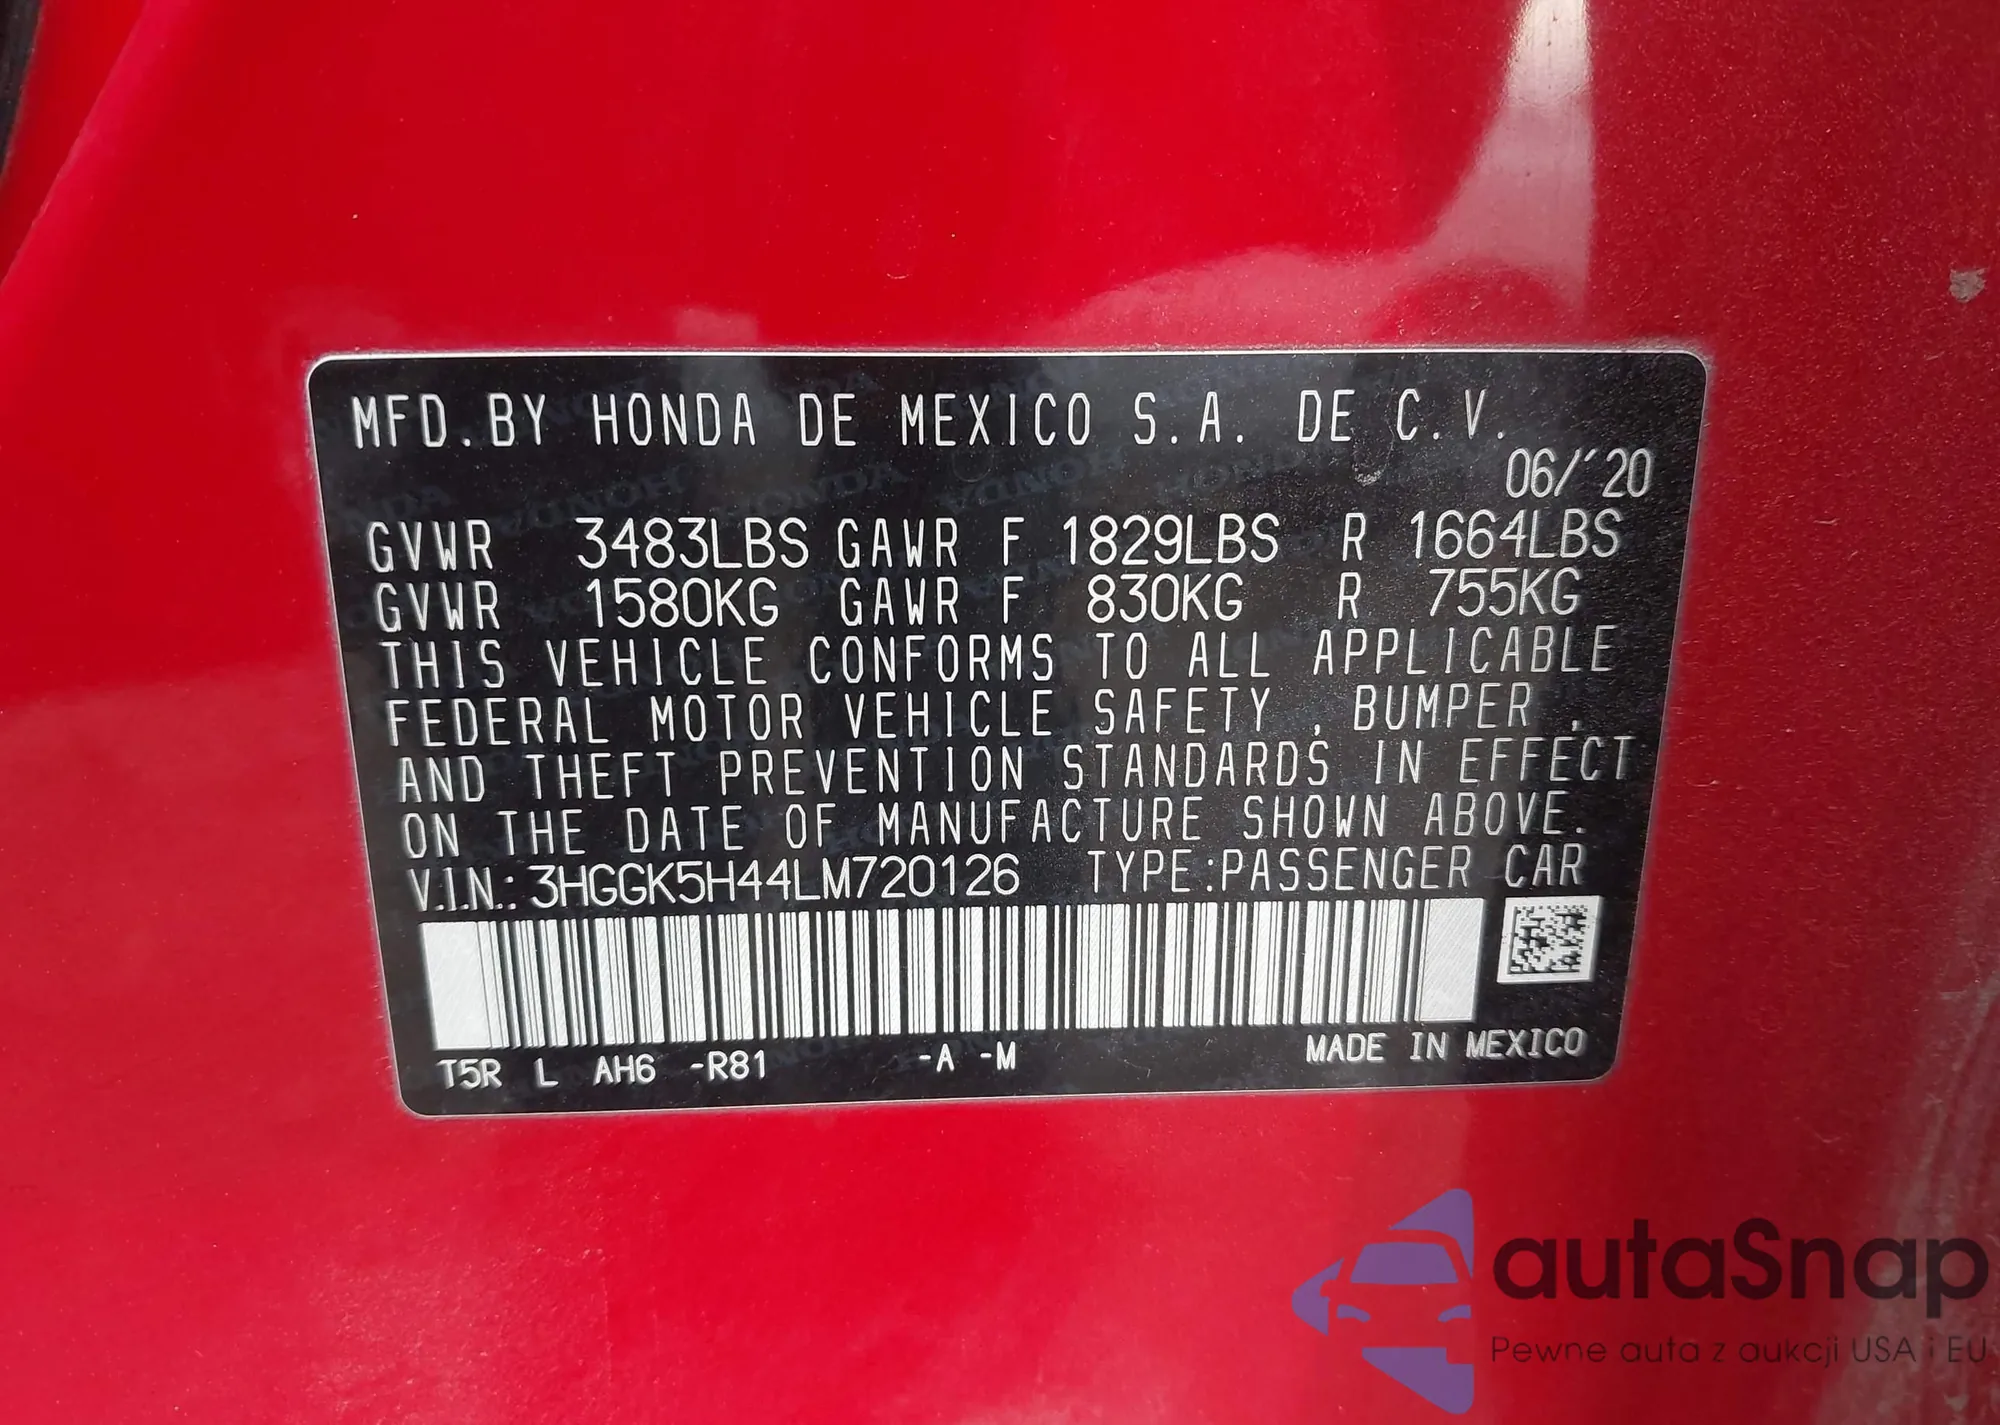 MFD.BY HONDA DE MEXICO S.A. DE C.V.
06/'20
GVWR 3483LBS GAWR F 1829LBS R 1664LBS
GVWR 1580KG GAWR F 830KG R 755KG
THIS VEHICLE CONFORMS TO ALL APPLICABLE
FEDERAL MOTOR VEHICLE SAFETY , BUMPER ,
AND THEFT PREVENTION STANDARDS IN EFFECT
ON THE DATE OF MANUFACTURE SHOWN ABOVE.
V.I.N.: 3HGGK5H44LM720126 TYPE:PASSENGER CAR
T5R L AH6 -R81 -A -M MADE IN MEXICO
autaSnap
Pewne auta z aukcji USA i EU